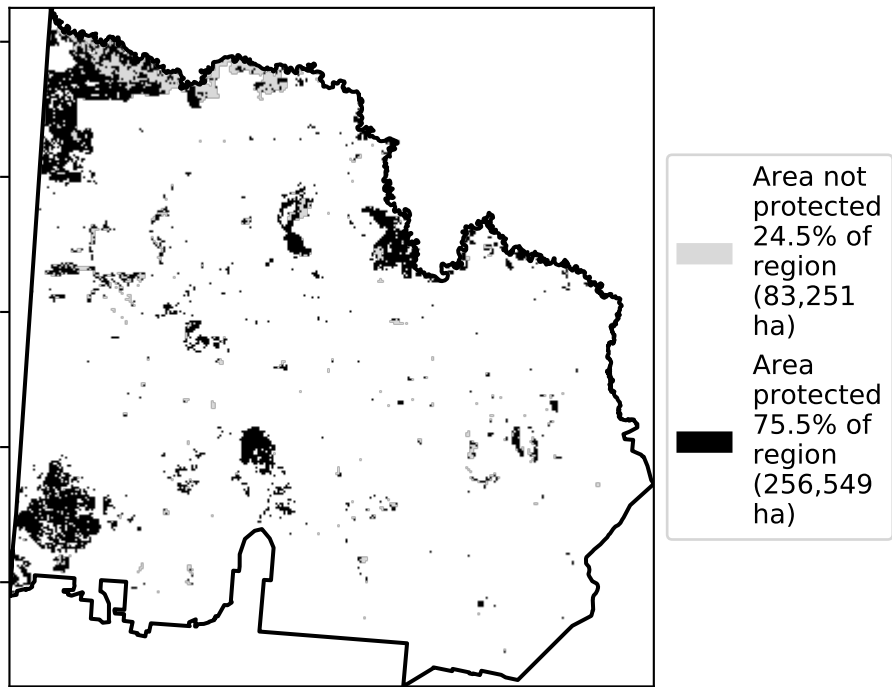 Area not
protected
24.5% of
region
(83,251
ha)
Area
protected
75.5% of
region
(256,549
ha)